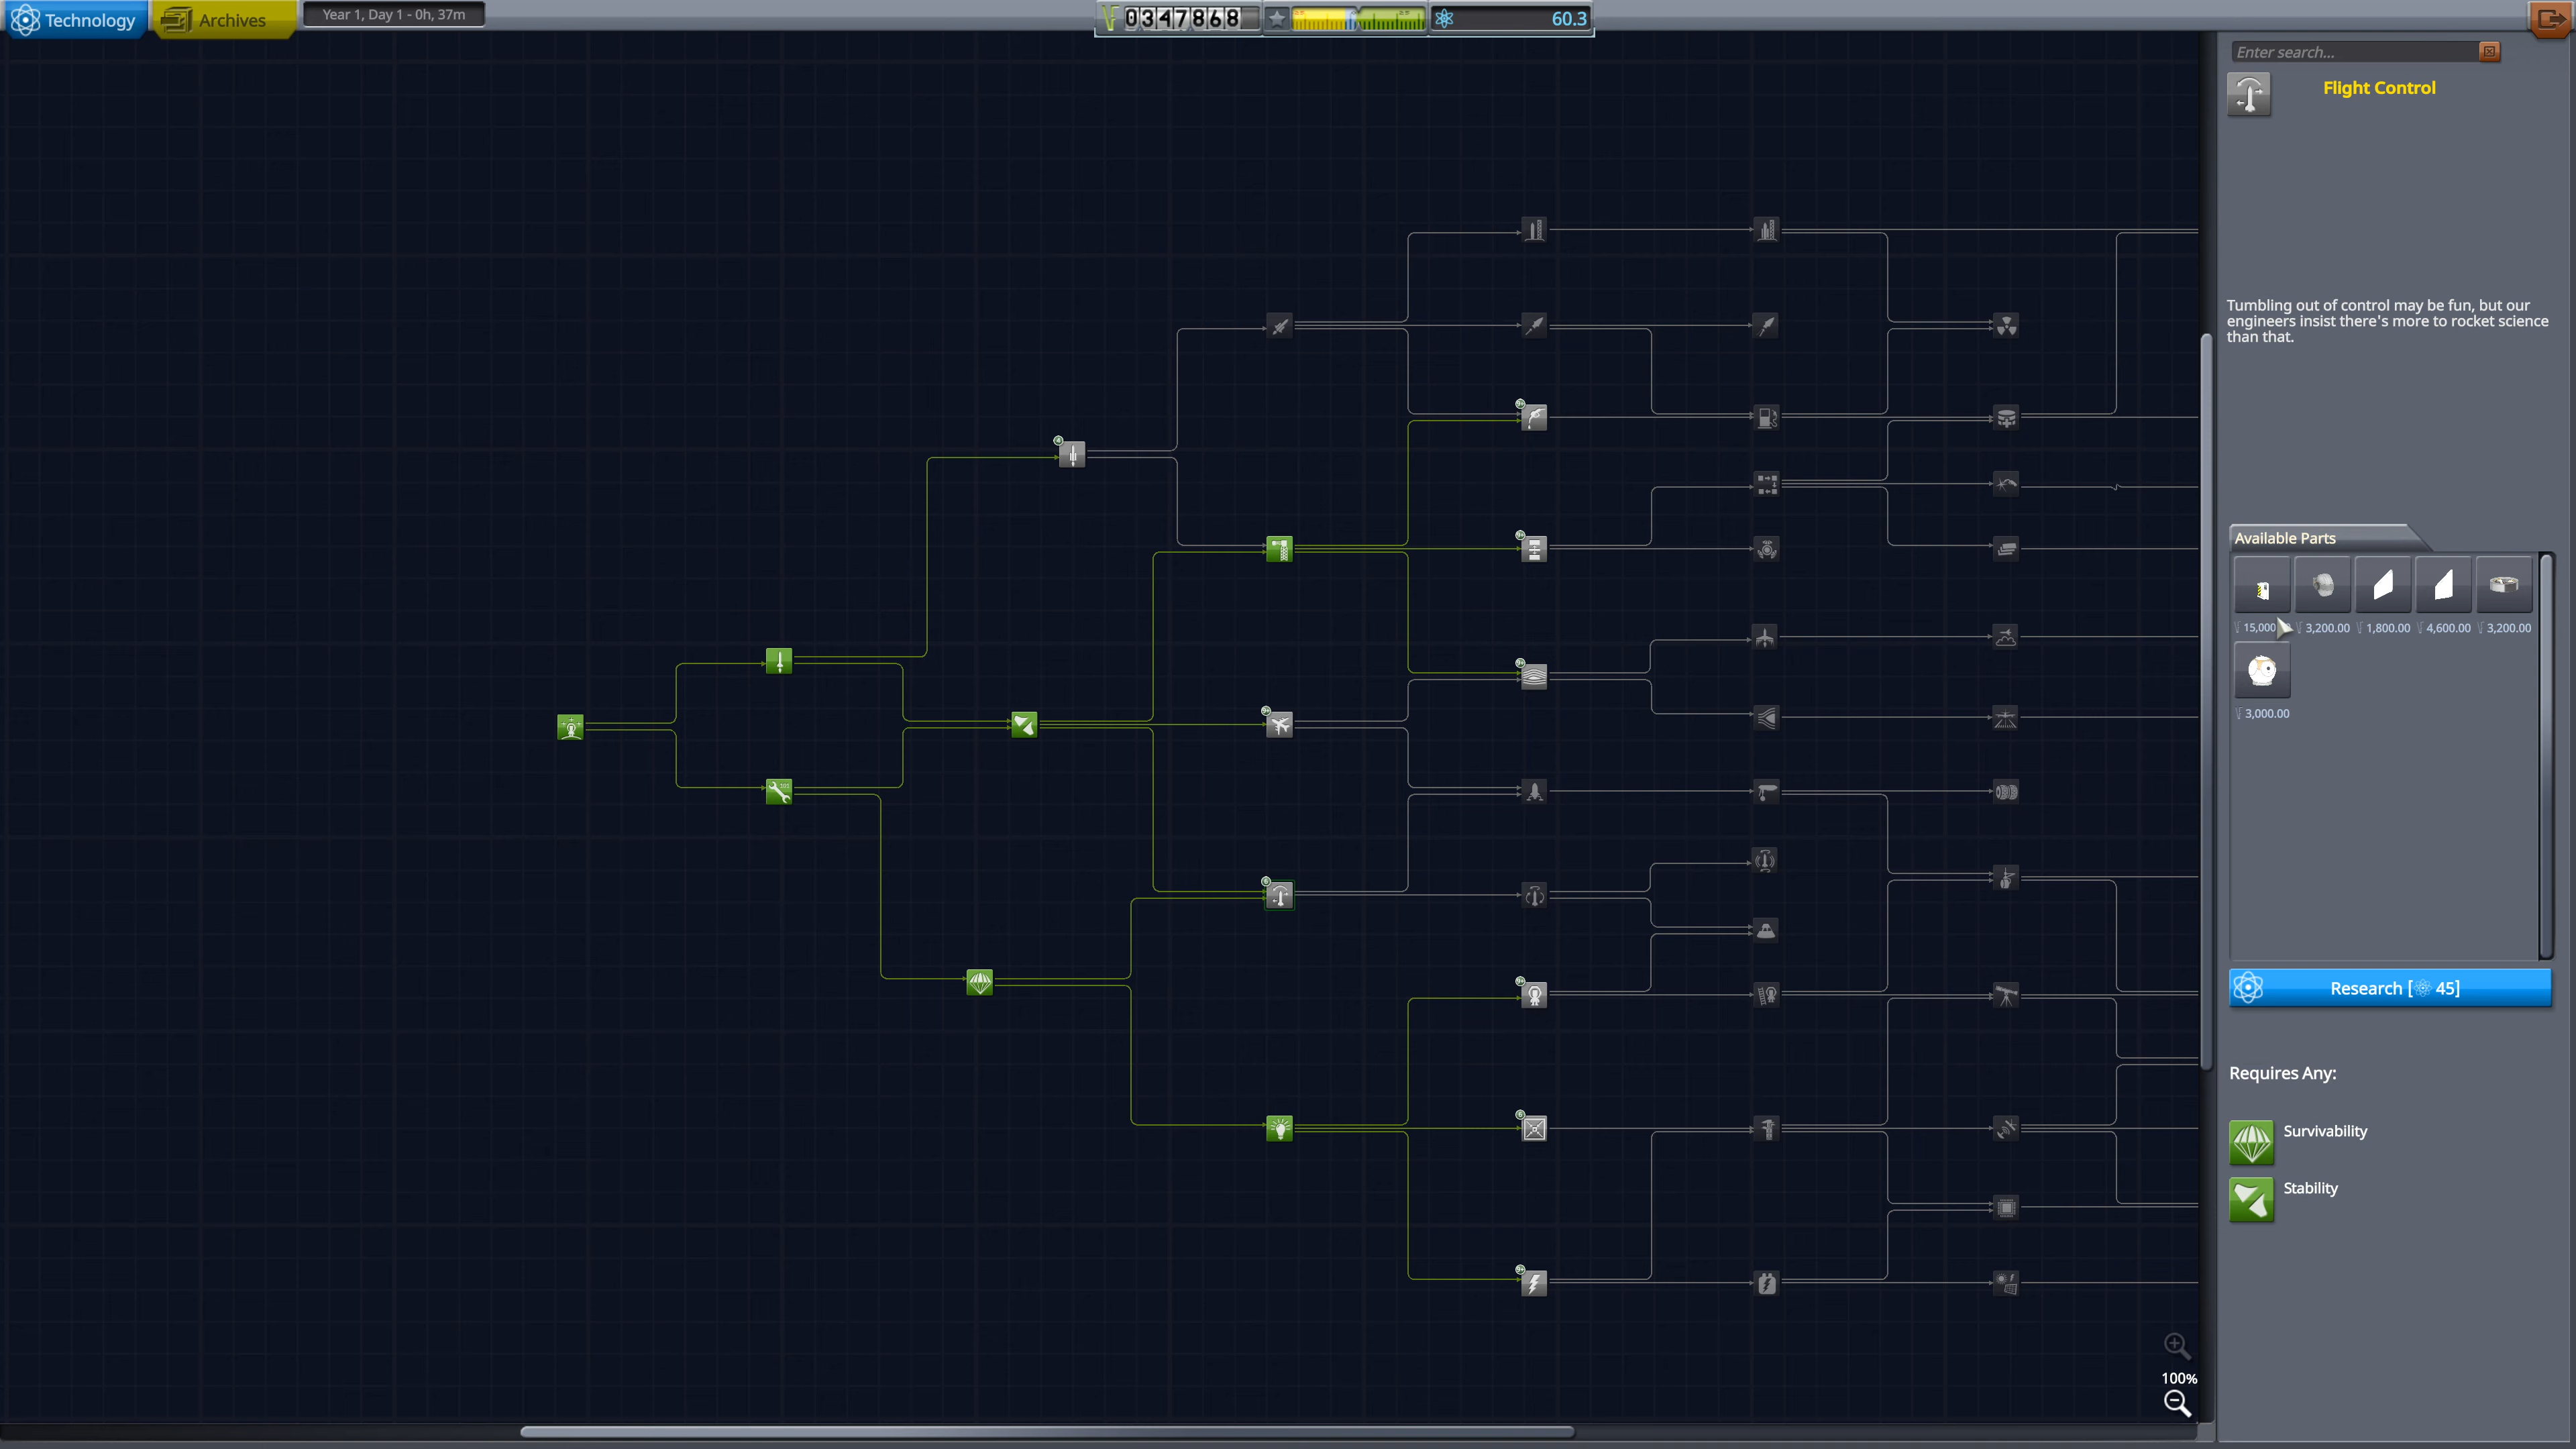 Technology
Archives
Year 1, Day 1 - 0h, 37m
0347868
60.3
Enter search...
Flight Control
Tumbling out of control may be fun, but our
engineers insist there's more to rocket science
than that.
Available Parts
15,000
3,200.00
1,800.00
4,600.00
3,200.00
3,000.00
Research [45]
Requires Any:
Survivability
Stability
100%